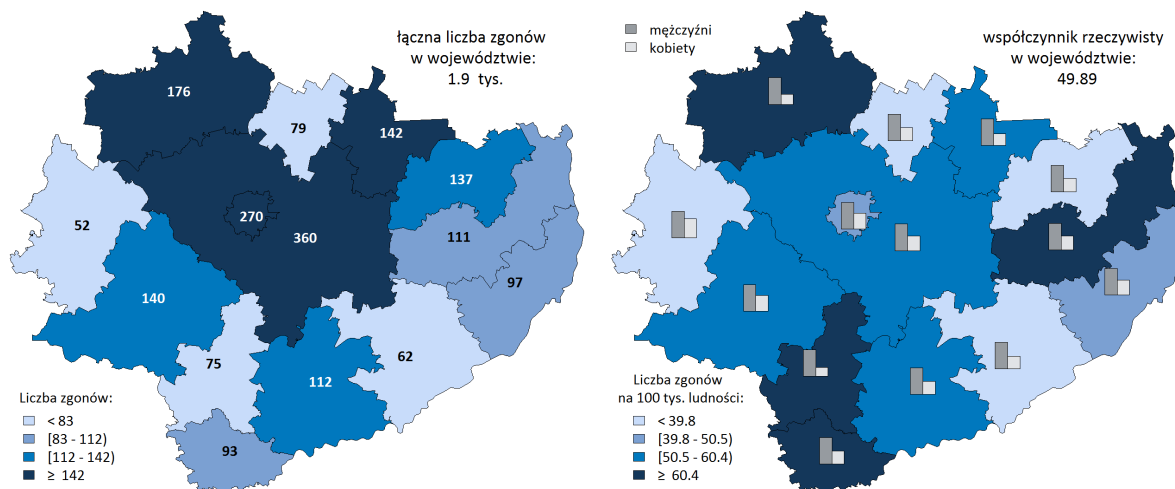 łączna liczba zgonów
w województwie:
1.9 tys.
176
79
142
137
52
270
360
111
97
140
75
112
62
93
Liczba zgonów:
< 83
[83 - 112)
[112 - 142)
≥ 142
mężczyźni
kobiety
współczynnik rzeczywisty
w województwie:
49.89
Liczba zgonów
na 100 tys. ludności:
< 39.8
[39.8 - 50.5)
[50.5 - 60.4)
≥ 60.4